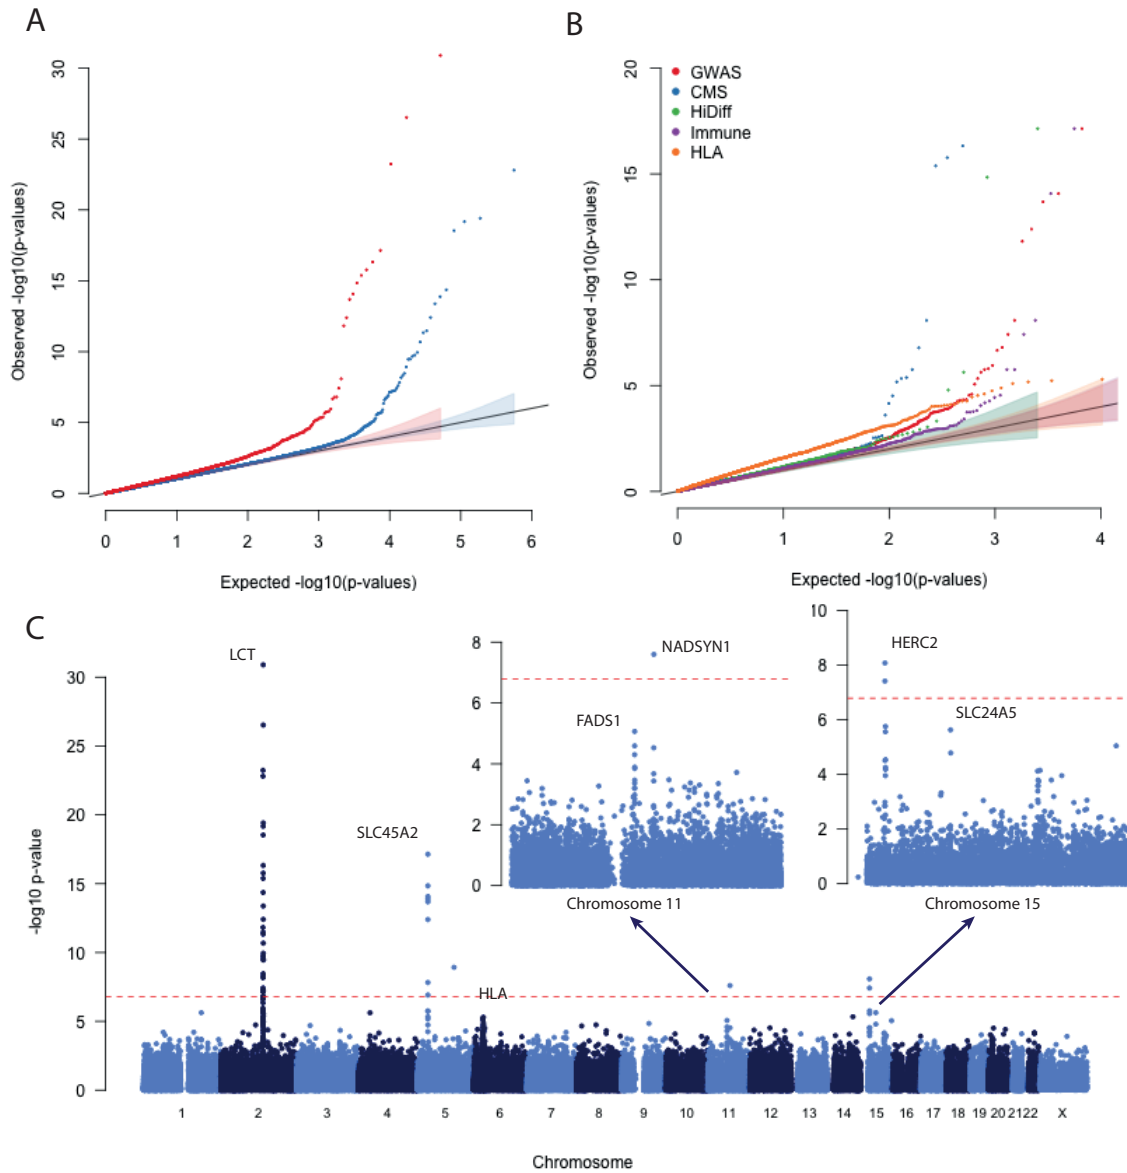 A
B
30
25
20
15
10
5
0
Observed -log10(p-values)
0 1 2 3 4 5 6
Expected -log10(p-values)
20
15
10
5
0
Observed -log10(p-values)
GWAS
CMS
HiDiff
Immune
HLA
0 1 2 3 4
Expected -log10(p-values)
C
30
25
20
15
10
5
0
-log10 p-value
LCT
SLC45A2
HLA
8
6
4
2
0
NADSYN1
FADS1
Chromosome 11
10
8
6
4
2
0
HERC2
SLC24A5
Chromosome 15
1 2 3 4 5 6 7 8 9 10 11 12 13 14 15 16 17 18 19 20 21 22 X
Chromosome